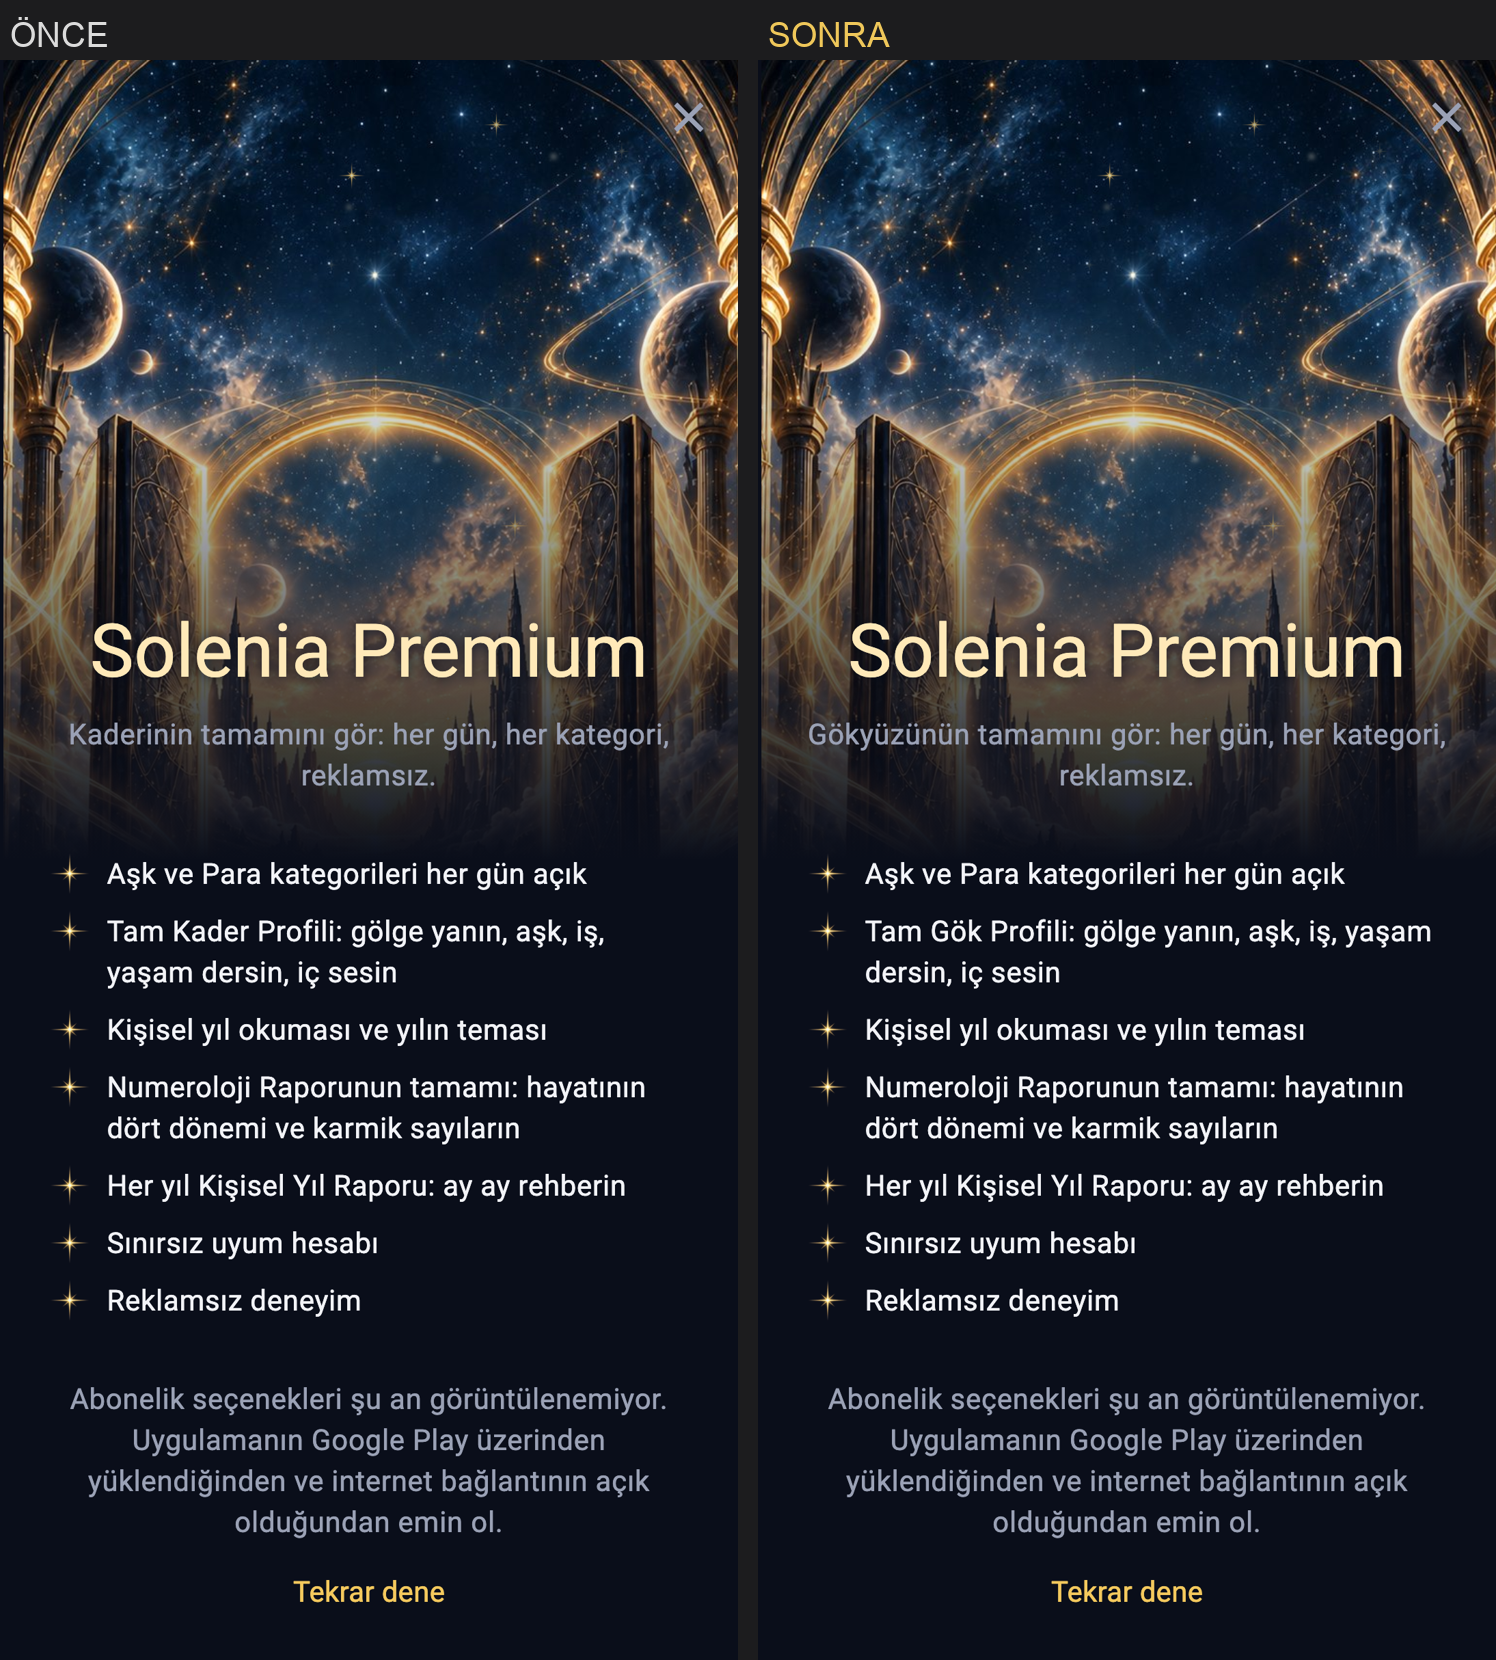 ÖNCE
Solenia Premium
Kaderinin tamamını gör: her gün, her kategori,
reklamsız.
Aşk ve Para kategorileri her gün açık
Tam Kader Profili: gölge yanın, aşk, iş,
yaşam dersin, iç sesin
Kişisel yıl okuması ve yılın teması
Numeroloji Raporunun tamamı: hayatının
dört dönemi ve karmik sayıların
Her yıl Kişisel Yıl Raporu: ay ay rehberin
Sınırsız uyum hesabı
Reklamsız deneyim
Abonelik seçenekleri şu an görüntülenemiyor.
Uygulamanın Google Play üzerinden
yüklendiğinden ve internet bağlantının açık
olduğundan emin ol.
Tekrar dene
SONRA
Solenia Premium
Gökyüzünün tamamını gör: her gün, her kategori,
reklamsız.
Aşk ve Para kategorileri her gün açık
Tam Gök Profili: gölge yanın, aşk, iş, yaşam
dersin, iç sesin
Kişisel yıl okuması ve yılın teması
Numeroloji Raporunun tamamı: hayatının
dört dönemi ve karmik sayıların
Her yıl Kişisel Yıl Raporu: ay ay rehberin
Sınırsız uyum hesabı
Reklamsız deneyim
Abonelik seçenekleri şu an görüntülenemiyor.
Uygulamanın Google Play üzerinden
yüklendiğinden ve internet bağlantının açık
olduğundan emin ol.
Tekrar dene